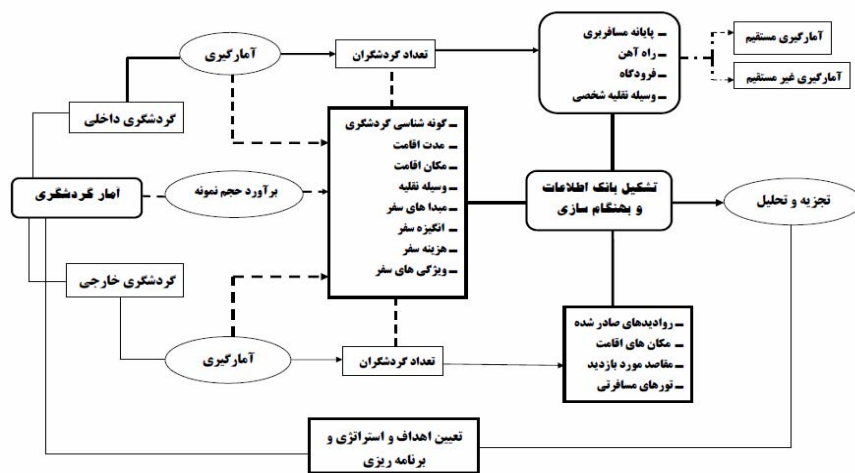 آمارگیری
تعداد گردشگران
ـ پایانه مسافربری
ـ راه آهن
ـ فرودگاه
ـ وسیله نقلیه شخصی
آمارگیری مستقیم
آمارگیری غیر مستقیم
گردشگری داخلی
ـ گونه شناسی گردشگری
ـ مدت اقامت
ـ مکان اقامت
ـ وسیله نقلیه
ـ مبدا های سفر
ـ انگیزه سفر
ـ هزینه سفر
ـ ویژگی های سفر
آمار گردشگری
برآورد حجم نمونه
تشکیل بانک اطلاعات
و بهنگام سازی
تجزیه و تحلیل
گردشگری خارجی
آمارگیری
تعداد گردشگران
ـ روادیدهای صادر شده
ـ مکان های اقامت
ـ مقاصد مورد بازدید
ـ تورهای مسافرتی
تعیین اهداف و استراتژی و
برنامه ریزی